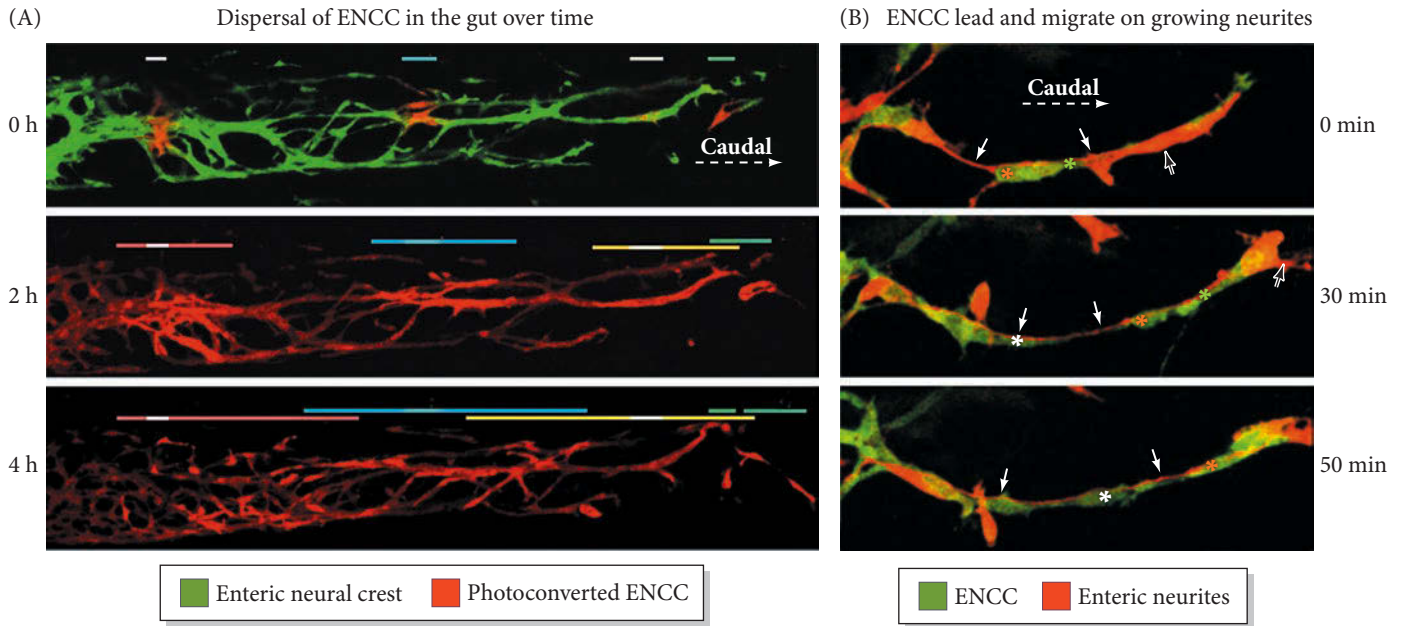 (A) Dispersal of ENCC in the gut over time
0 h
Caudal
2 h
4 h
Enteric neural crest Photoconverted ENCC
(B) ENCC lead and migrate on growing neurites
Caudal
0 min
30 min
50 min
ENCC Enteric neurites